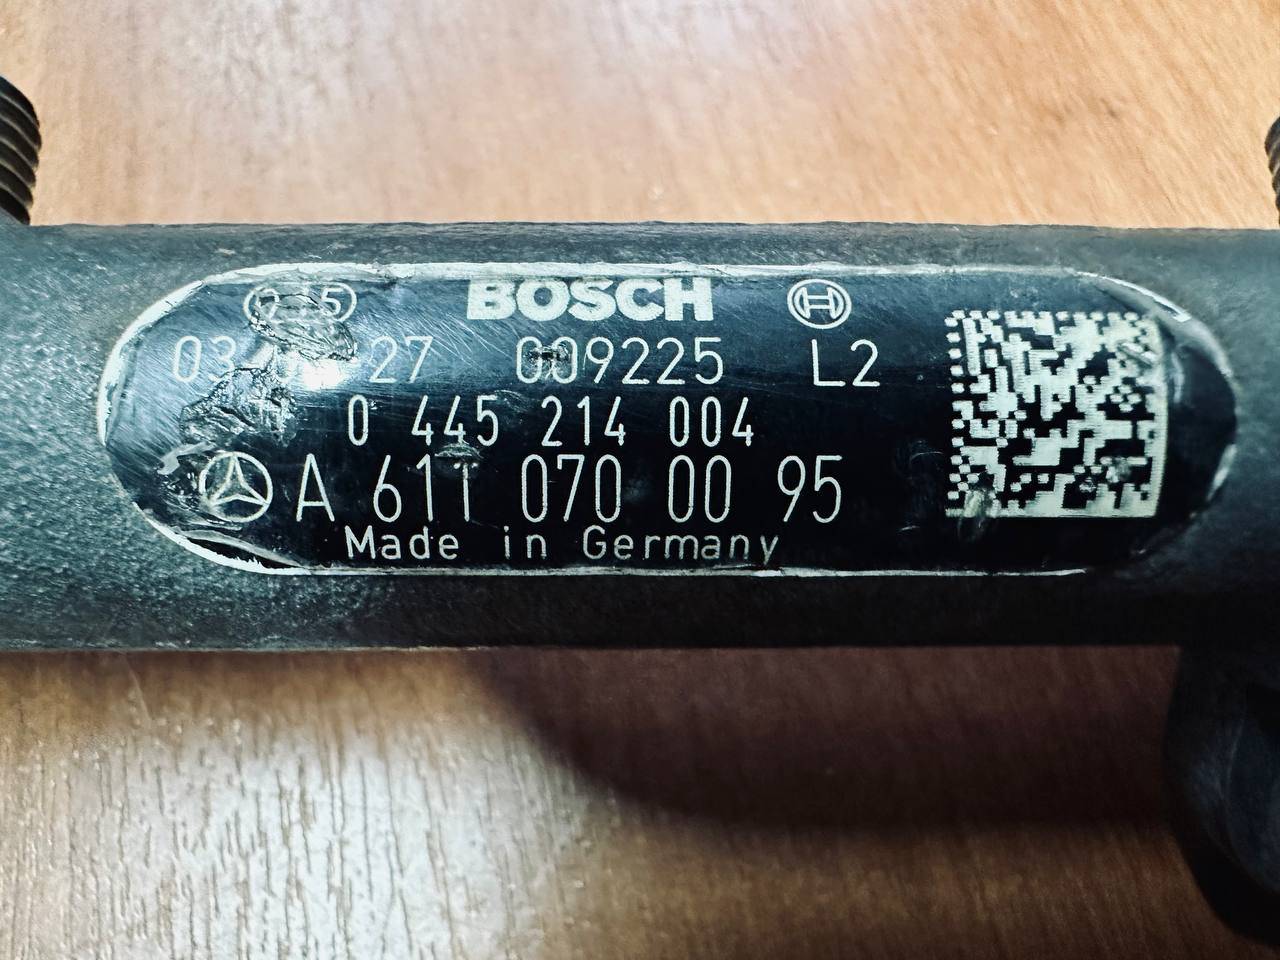 BOSCH
27 009225 L2
0 445 214 004
A 611 070 00 95
Made in Germany